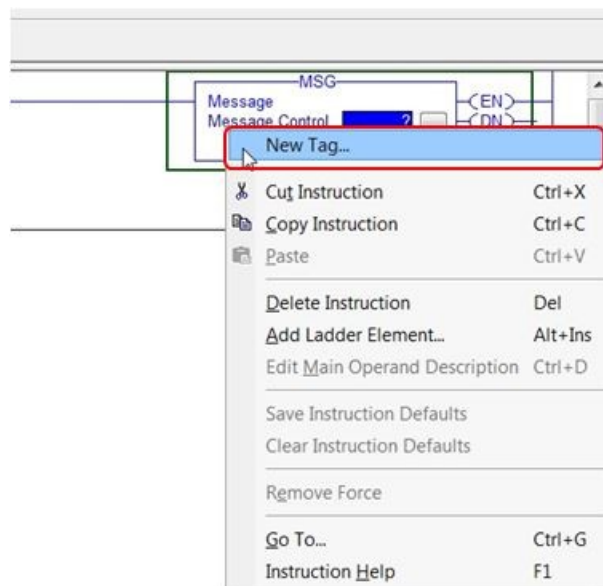 MSG
Message
Message Control ? (EN)
(DN)
New Tag...
Cut Instruction Ctrl+X
Copy Instruction Ctrl+C
Paste Ctrl+V
Delete Instruction Del
Add Ladder Element... Alt+Ins
Edit Main Operand Description Ctrl+D
Save Instruction Defaults
Clear Instruction Defaults
Remove Force
Go To... Ctrl+G
Instruction Help F1